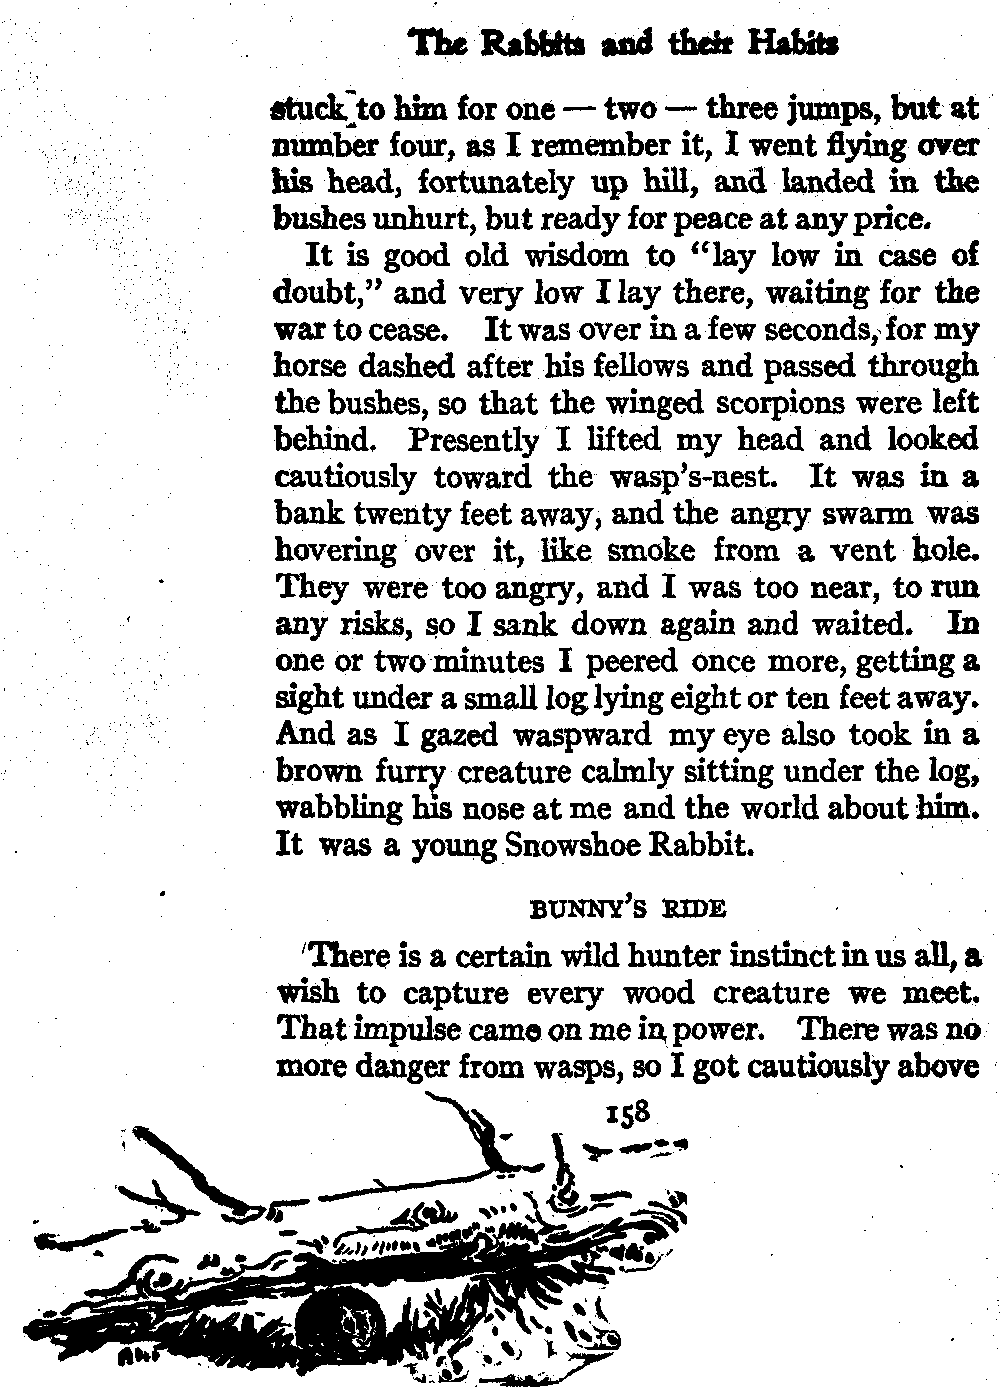 The Rabbits and their Habits
stuck to him for one — two — three jumps, but at
number four, as I remember it, I went flying over
his head, fortunately up hill, and landed in the
bushes unhurt, but ready for peace at any price.
It is good old wisdom to “lay low in case of
doubt,” and very low I lay there, waiting for the
war to cease. It was over in a few seconds, for my
horse dashed after his fellows and passed through
the bushes, so that the winged scorpions were left
behind. Presently I lifted my head and looked
cautiously toward the wasp’s-nest. It was in a
bank twenty feet away, and the angry swarm was
hovering over it, like smoke from a vent hole.
They were too angry, and I was too near, to run
any risks, so I sank down again and waited. In
one or two minutes I peered once more, getting a
sight under a small log lying eight or ten feet away.
And as I gazed waspward my eye also took in a
brown furry creature calmly sitting under the log,
wabbling his nose at me and the world about him.
It was a young Snowshoe Rabbit.
BUNNY’S RIDE
There is a certain wild hunter instinct in us all, a
wish to capture every wood creature we meet.
That impulse came on me in power. There was no
more danger from wasps, so I got cautiously above
158